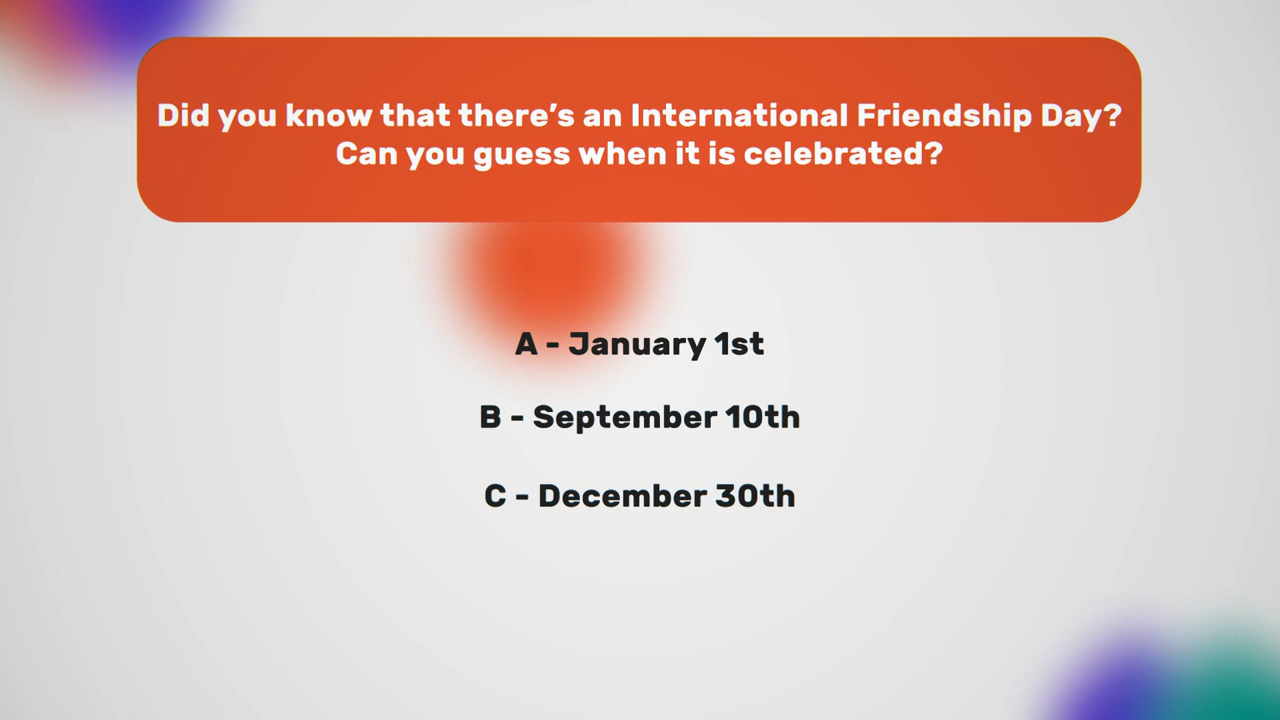 Did you know that there’s an International Friendship Day?
Can you guess when it is celebrated?
A - January 1st
B - September 10th
C - December 30th